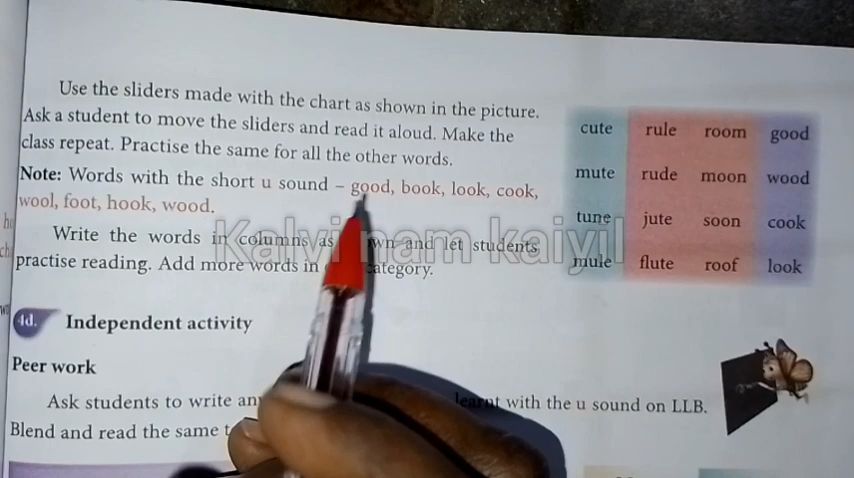 Use the sliders made with the chart as shown in the picture.
Ask a student to move the sliders and read it aloud. Make the
class repeat. Practise the same for all the other words.
Note: Words with the short u sound – good, book, look, cook,
wool, foot, hook, wood.
Write the words in columns as wn and let students
practise reading. Add more words in ategory.
cute rule room good
mute rude moon wood
tune jute soon cook
mule flute roof look
Kalvi nam kaiyil
4d. Independent activity
Peer work
Ask students to write an learnt with the u sound on LLB.
Blend and read the same t